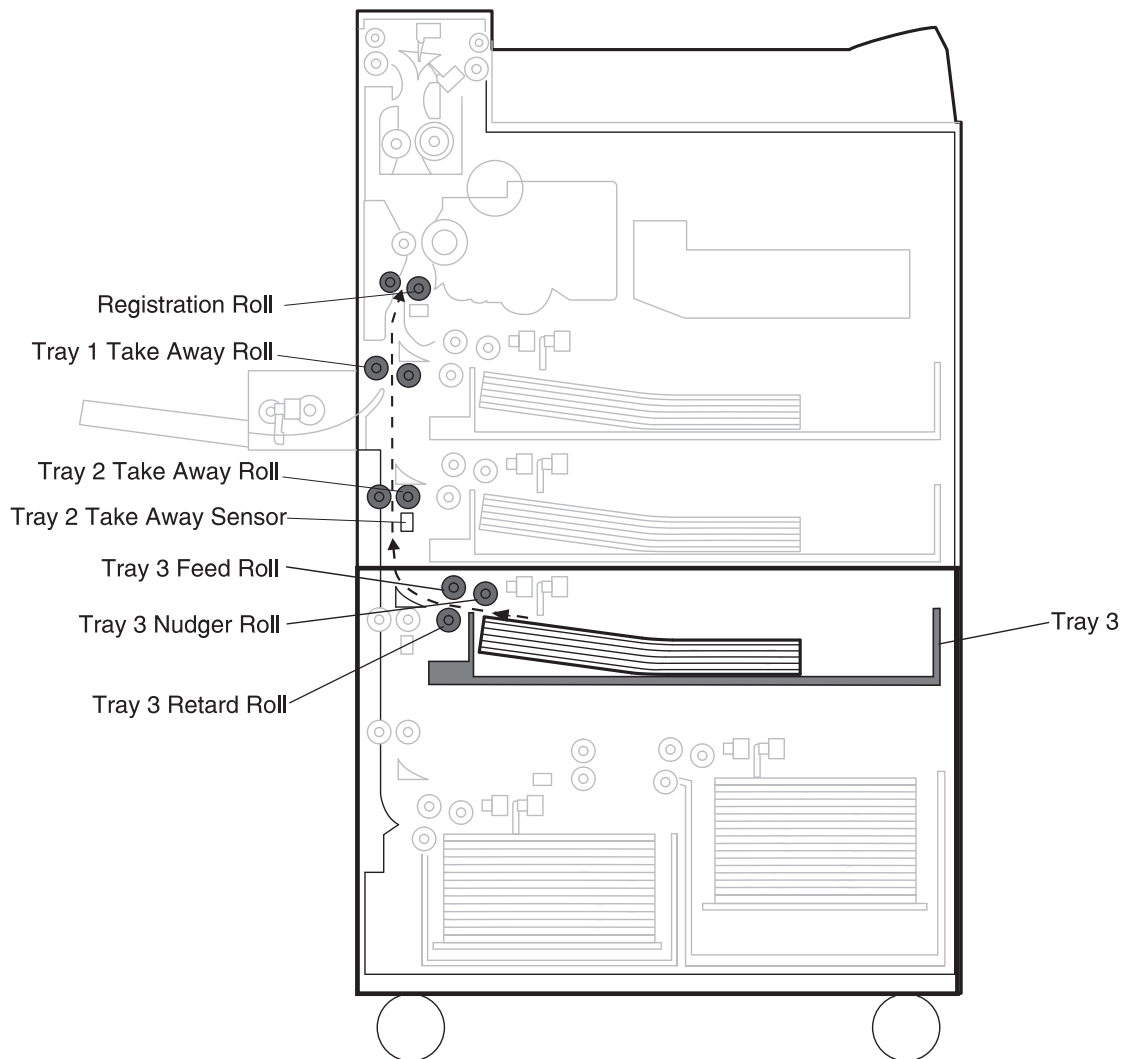 Registration Roll
Tray 1 Take Away Roll
Tray 2 Take Away Roll
Tray 2 Take Away Sensor
Tray 3 Feed Roll
Tray 3 Nudger Roll
Tray 3
Tray 3 Retard Roll